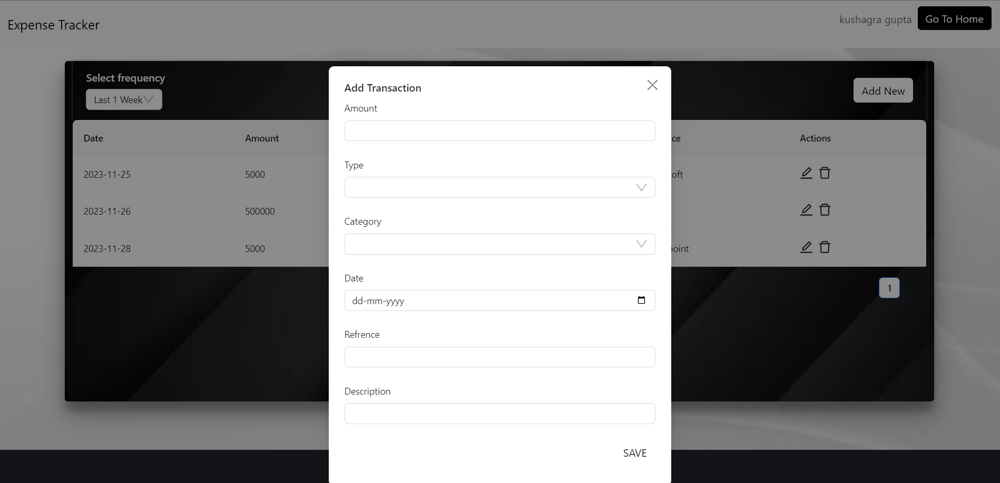 Expense Tracker
kushagra gupta Go To Home
Select frequency
Last 1 Week
Add New
Date Amount ce Actions
2023-11-25 5000 oft
2023-11-26 500000
2023-11-28 5000 point
1
Add Transaction
Amount
Type
Category
Date
dd-mm-yyyy
Refrence
Description
SAVE